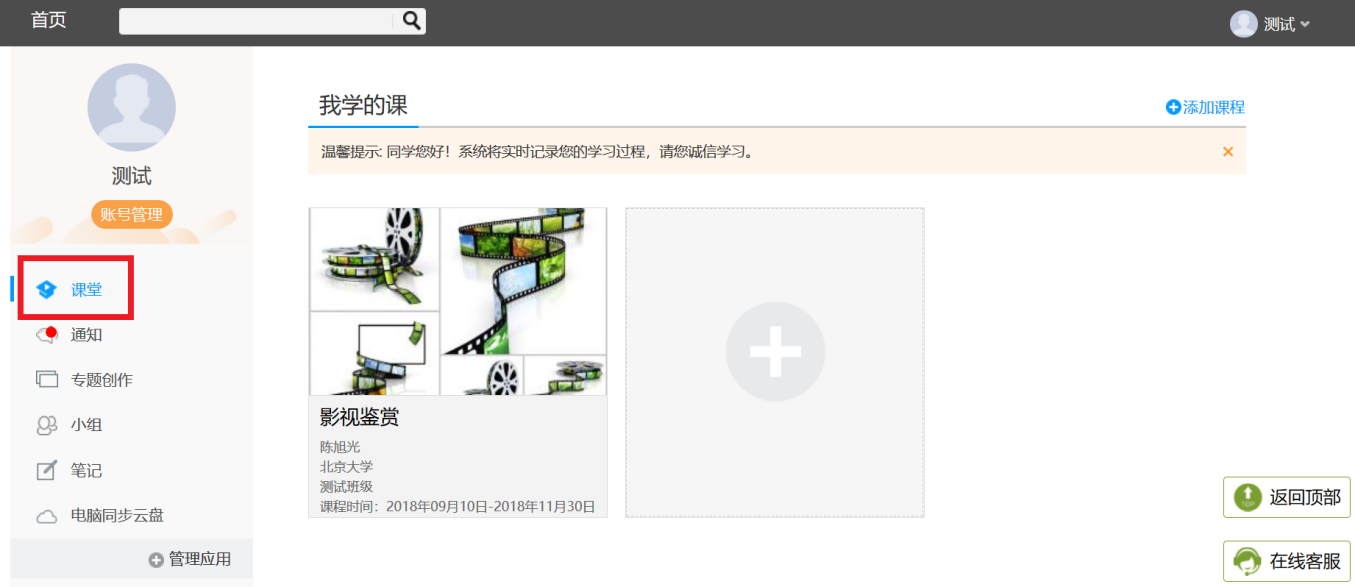 首页
测试
测试
账号管理
课堂
通知
专题创作
小组
笔记
电脑同步云盘
管理应用
我学的课
添加课程
温馨提示: 同学您好！系统将实时记录您的学习过程，请您诚信学习。
影视鉴赏
陈旭光
北京大学
测试班级
课程时间：2018年09月10日-2018年11月30日
TOP
返回顶部
在线客服